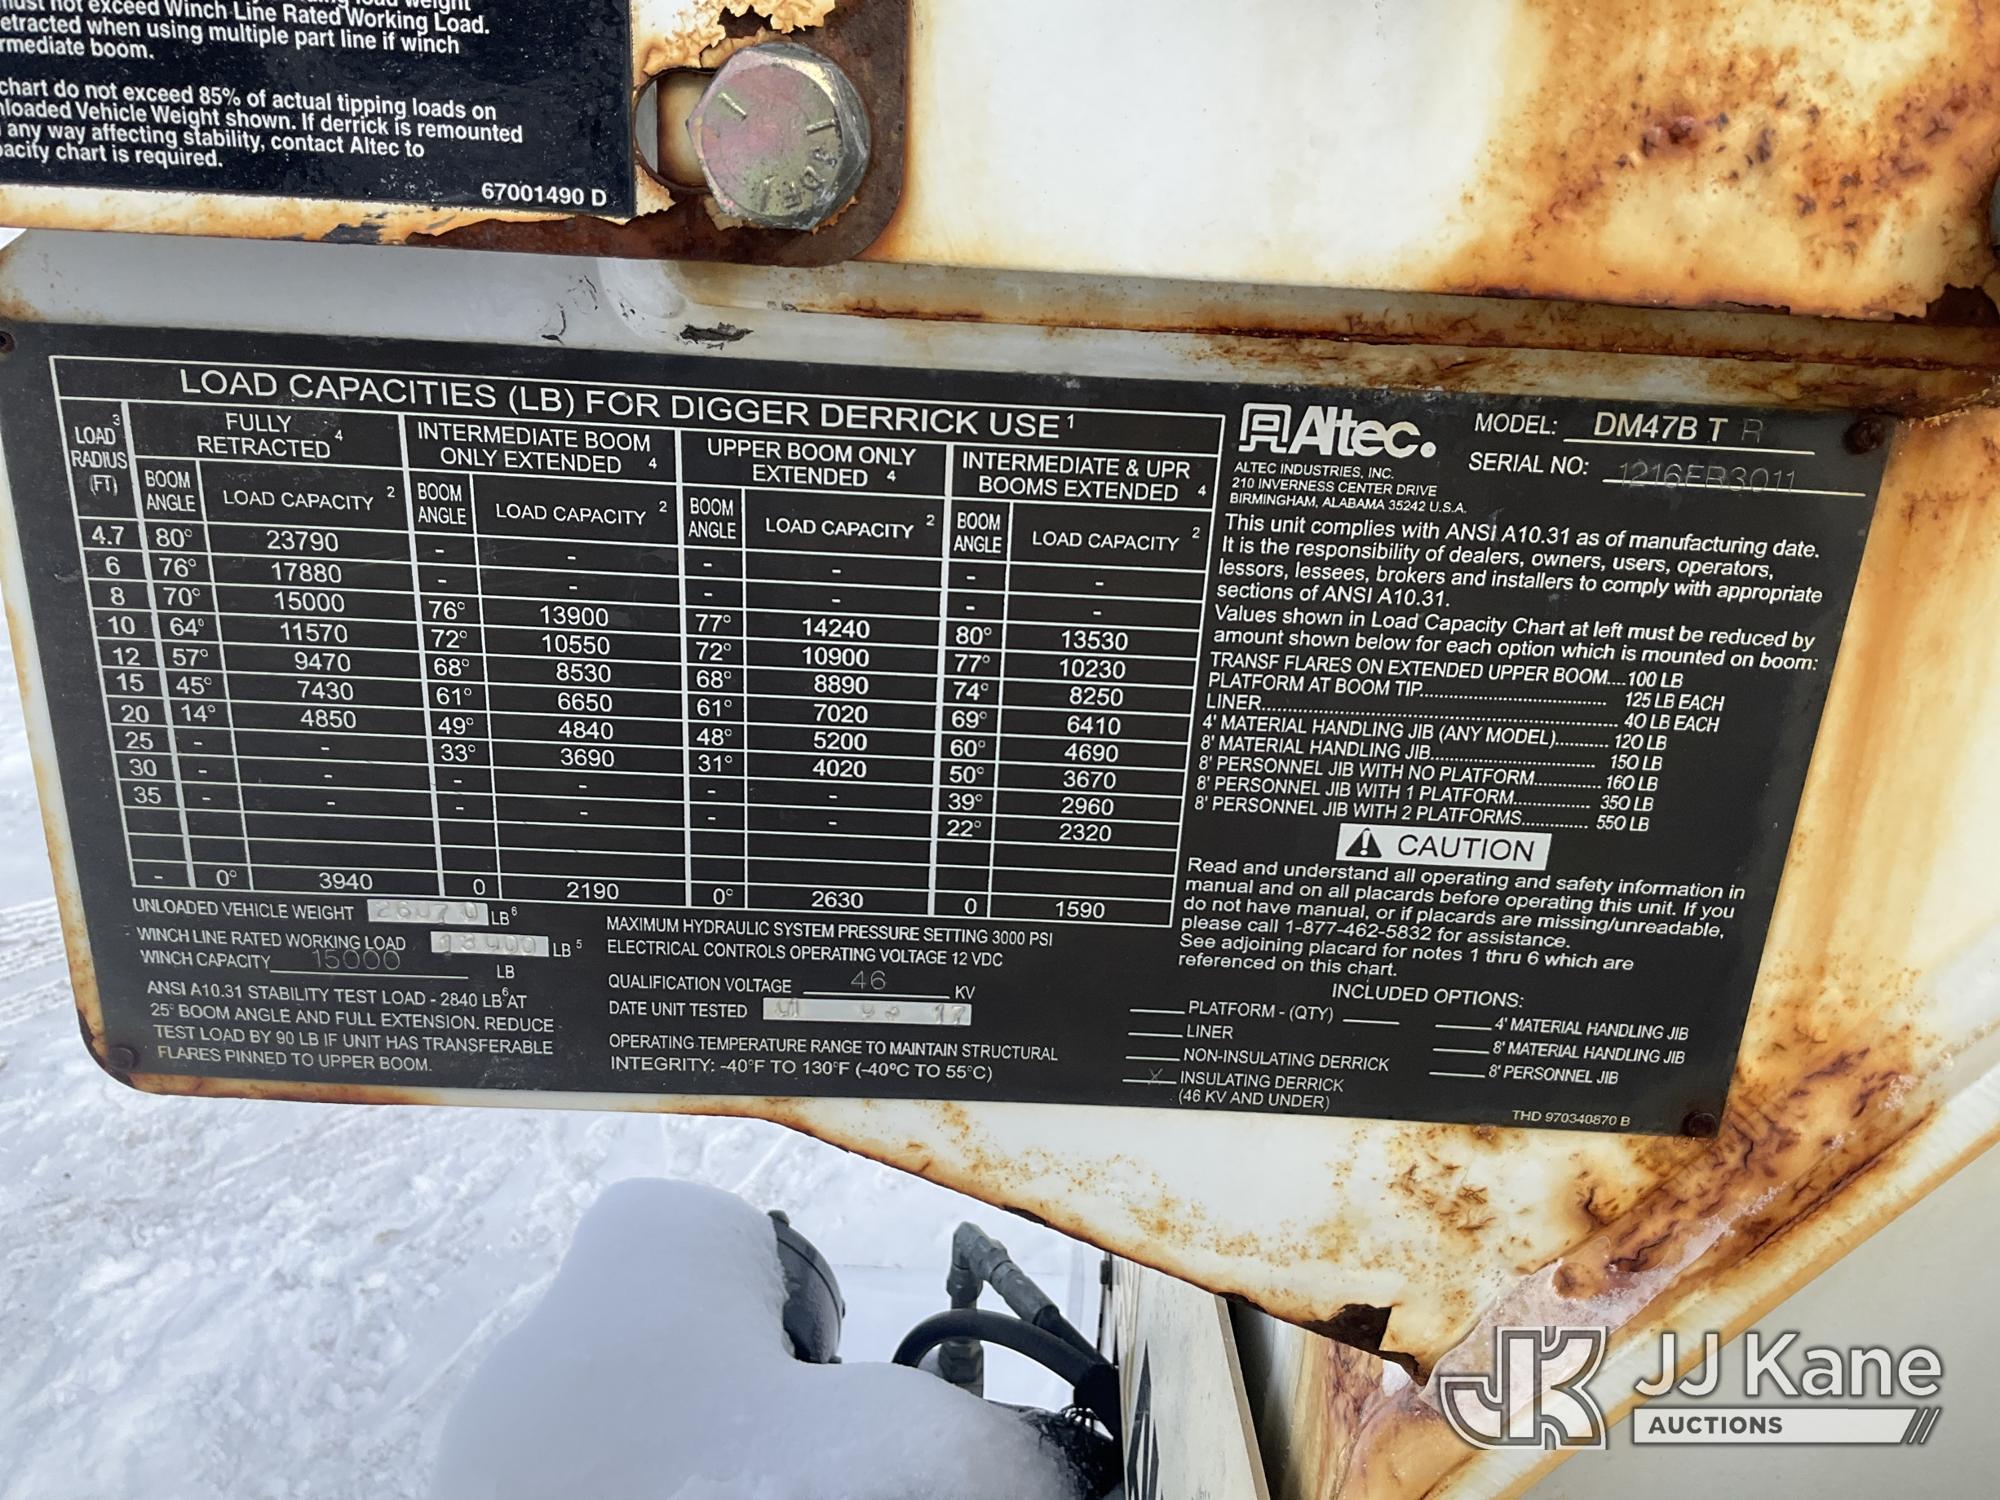 must not exceed Winch Line Rated Working Load.
etracted when using multiple part line if winch
rmediate boom.
chart do not exceed 85% of actual tipping loads on
nloaded Vehicle Weight shown. If derrick is remounted
any way affecting stability, contact Altec to
pacity chart is required.
67001490 D
LOAD CAPACITIES (LB) FOR DIGGER DERRICK USE 1
LOAD 3 RADIUS (FT) FULLY RETRACTED 4 INTERMEDIATE BOOM ONLY EXTENDED 4 UPPER BOOM ONLY EXTENDED 4 INTERMEDIATE & UPR BOOMS EXTENDED 4
BOOM ANGLE LOAD CAPACITY 2 BOOM ANGLE LOAD CAPACITY 2 BOOM ANGLE LOAD CAPACITY 2 BOOM ANGLE LOAD CAPACITY 2
4.7 80° 23790 - - - - - -
6 76° 17880 - - - - - -
8 70° 15000 76° 13900 77° 14240 80° 13530
10 64° 11570 72° 10550 72° 10900 77° 10230
12 57° 9470 68° 8530 68° 8890 74° 8250
15 45° 7430 61° 6650 61° 7020 69° 6410
20 14° 4850 49° 4840 48° 5200 60° 4690
25 - - 33° 3690 31° 4020 50° 3670
30 - - - - - - 39° 2960
35 - - - - - - 22° 2320
- 0° 3940 0 2190 0° 2630 0 1590
UNLOADED VEHICLE WEIGHT LB 6
WINCH LINE RATED WORKING LOAD LB 5
WINCH CAPACITY 15000 LB
ANSI A10.31 STABILITY TEST LOAD - 2840 LB 6 AT
25° BOOM ANGLE AND FULL EXTENSION. REDUCE
TEST LOAD BY 90 LB IF UNIT HAS TRANSFERABLE
FLARES PINNED TO UPPER BOOM.
MAXIMUM HYDRAULIC SYSTEM PRESSURE SETTING 3000 PSI
ELECTRICAL CONTROLS OPERATING VOLTAGE 12 VDC
QUALIFICATION VOLTAGE 46 KV
DATE UNIT TESTED
OPERATING TEMPERATURE RANGE TO MAINTAIN STRUCTURAL
INTEGRITY: -40°F TO 130°F (-40°C TO 55°C)
Altec.
ALTEC INDUSTRIES, INC.
210 INVERNESS CENTER DRIVE
BIRMINGHAM, ALABAMA 35242 U.S.A.
MODEL: DM47B T R
SERIAL NO: 1216ER3011
This unit complies with ANSI A10.31 as of manufacturing date.
It is the responsibility of dealers, owners, users, operators,
lessors, lessees, brokers and installers to comply with appropriate
sections of ANSI A10.31.
Values shown in Load Capacity Chart at left must be reduced by
amount shown below for each option which is mounted on boom:
TRANSF FLARES ON EXTENDED UPPER BOOM....100 LB
PLATFORM AT BOOM TIP.......... 125 LB EACH
LINER.......... 40 LB EACH
4' MATERIAL HANDLING JIB (ANY MODEL).......... 120 LB
8' MATERIAL HANDLING JIB.......... 150 LB
8' PERSONNEL JIB WITH NO PLATFORM.......... 160 LB
8' PERSONNEL JIB WITH 1 PLATFORM.......... 350 LB
8' PERSONNEL JIB WITH 2 PLATFORMS.......... 550 LB
CAUTION
Read and understand all operating and safety information in
manual and on all placards before operating this unit. If you
do not have manual, or if placards are missing/unreadable,
please call 1-877-462-5832 for assistance.
See adjoining placard for notes 1 thru 6 which are
referenced on this chart.
INCLUDED OPTIONS:
PLATFORM - (QTY)
LINER
NON-INSULATING DERRICK
X INSULATING DERRICK
(46 KV AND UNDER)
4' MATERIAL HANDLING JIB
8' MATERIAL HANDLING JIB
8' PERSONNEL JIB
THD 970340870 B
JK JJ Kane
AUCTIONS